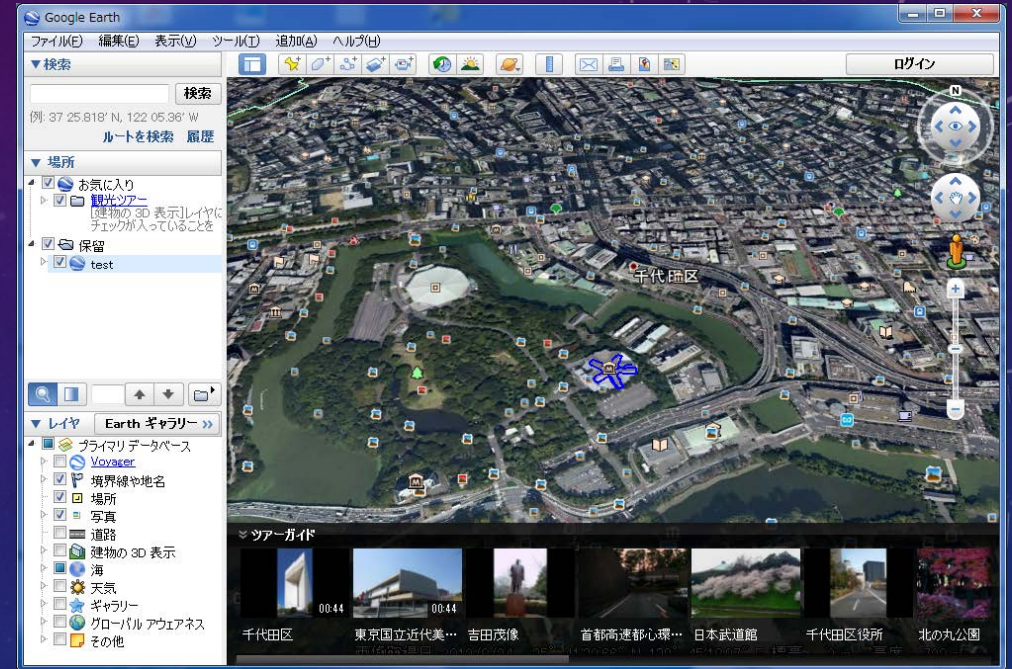 Google Earth
ファイル(F) 編集(E) 表示(V) ツール(T) 追加(A) ヘルプ(H)
▼検索
ログイン
検索
例: 37 25.818' N, 122 05.36' W
ルートを検索 履歴
▼ 場所
お気に入り
観光ツアー
[建物の 3D 表示]レイヤに
チェックが入っていることを
保留
test
N
千代田区
▼ レイヤ Earth ギャラリー >>
プライマリ データベース
Voyager
境界線や地名
場所
写真
道路
建物の 3D 表示
海
天気
ギャラリー
グローバル アウェアネス
その他
ツアーガイド
00:44
00:44
千代田区 東京国立近代美… 吉田茂像 首都高速都心環… 日本武道館 千代田区役所 北の丸公園